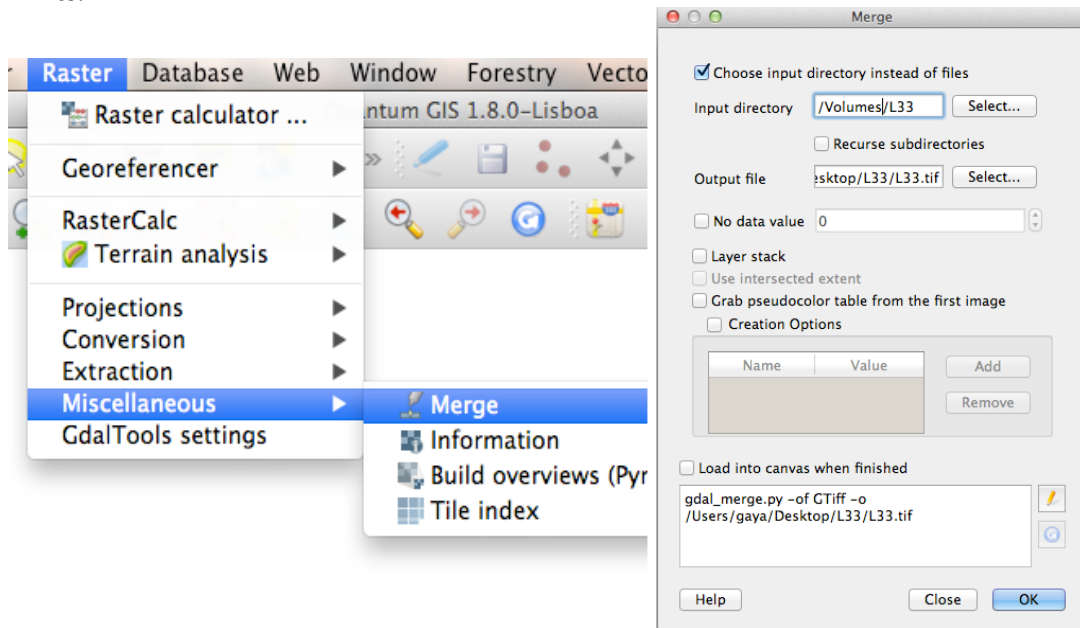 Raster Database Web Window Forestry
Quantum GIS 1.8.0-Lisboa
Raster calculator ...
»
Georeferencer
RasterCalc
Terrain analysis
Projections
Conversion
Extraction
Miscellaneous
GdalTools settings
Merge
Information
Build overviews
Tile index
Merge
Choose input directory instead of files
Input directory /Volumes/L33 Select...
Recurse subdirectories
Output file esktop/L33/L33.tif Select...
No data value 0
Layer stack
Use intersected extent
Grab pseudocolor table from the first image
Creation Options
Name Value Add
Remove
Load into canvas when finished
gdal_merge.py -of GTiff -o
/Users/gaya/Desktop/L33/L33.tif
Help Close OK